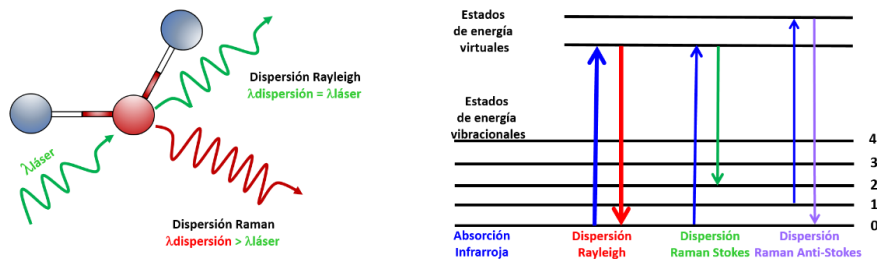 Dispersión Rayleigh
λdispersión = λláser
λláser
Dispersión Raman
λdispersión > λláser
Estados
de energía
virtuales
Estados
de energía
vibracionales
4
3
2
1
0
Absorción
Infrarroja
Dispersión
Rayleigh
Dispersión
Raman Stokes
Dispersión
Raman Anti-Stokes